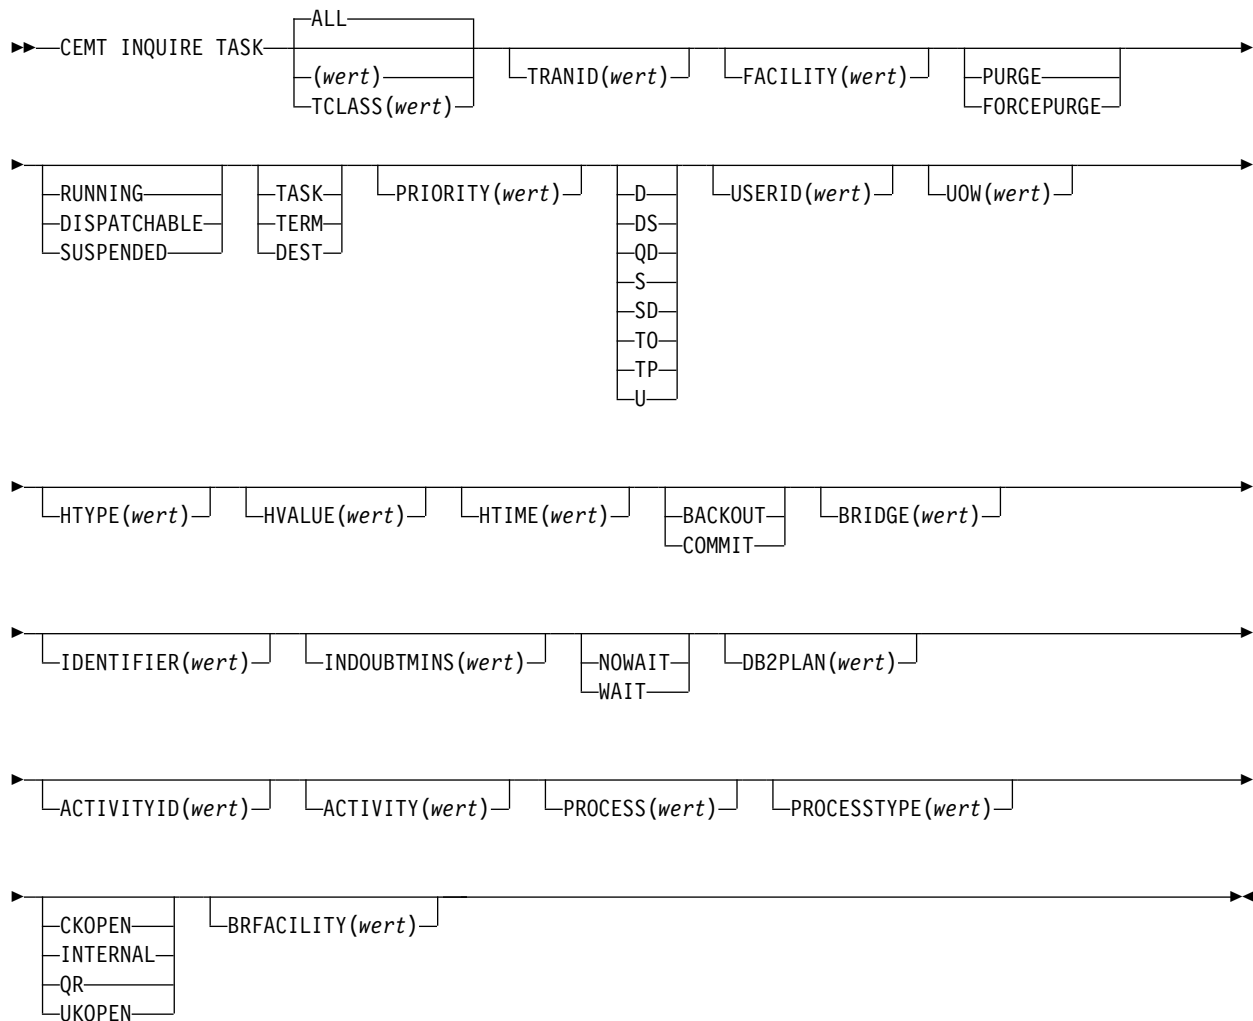 ALL
CEMT INQUIRE TASK
(wert)
TCLASS(wert)
TRANID(wert)
FACILITY(wert)
PURGE
FORCEPURGE
RUNNING
DISPATCHABLE
SUSPENDED
TASK
TERM
DEST
PRIORITY(wert)
D
DS
QD
S
SD
TO
TP
U
USERID(wert)
UOW(wert)
HTYPE(wert)
HVALUE(wert)
HTIME(wert)
BACKOUT
COMMIT
BRIDGE(wert)
IDENTIFIER(wert)
INDOUBTMINS(wert)
NOWAIT
WAIT
DB2PLAN(wert)
ACTIVITYID(wert)
ACTIVITY(wert)
PROCESS(wert)
PROCESSTYPE(wert)
CKOPEN
INTERNAL
QR
UKOPEN
BRFACILITY(wert)